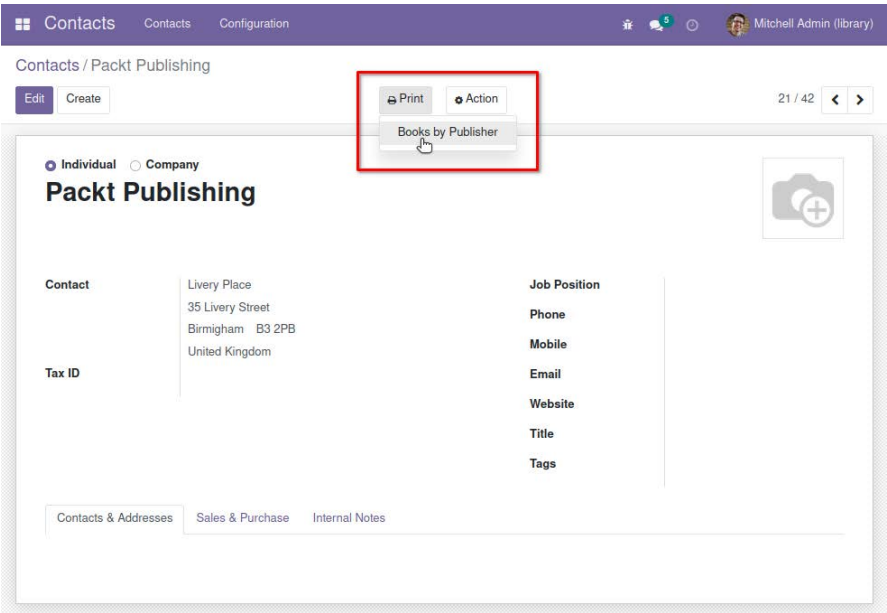 Contacts Contacts Configuration 5 Mitchell Admin (library)
Contacts / Packt Publishing
Edit Create Print Action 21 / 42
Books by Publisher
Individual Company
Packt Publishing
Contact Livery Place Job Position
35 Livery Street Phone
Birmigham B3 2PB
United Kingdom Mobile
Tax ID Email
Website
Title
Tags
Contacts & Addresses Sales & Purchase Internal Notes